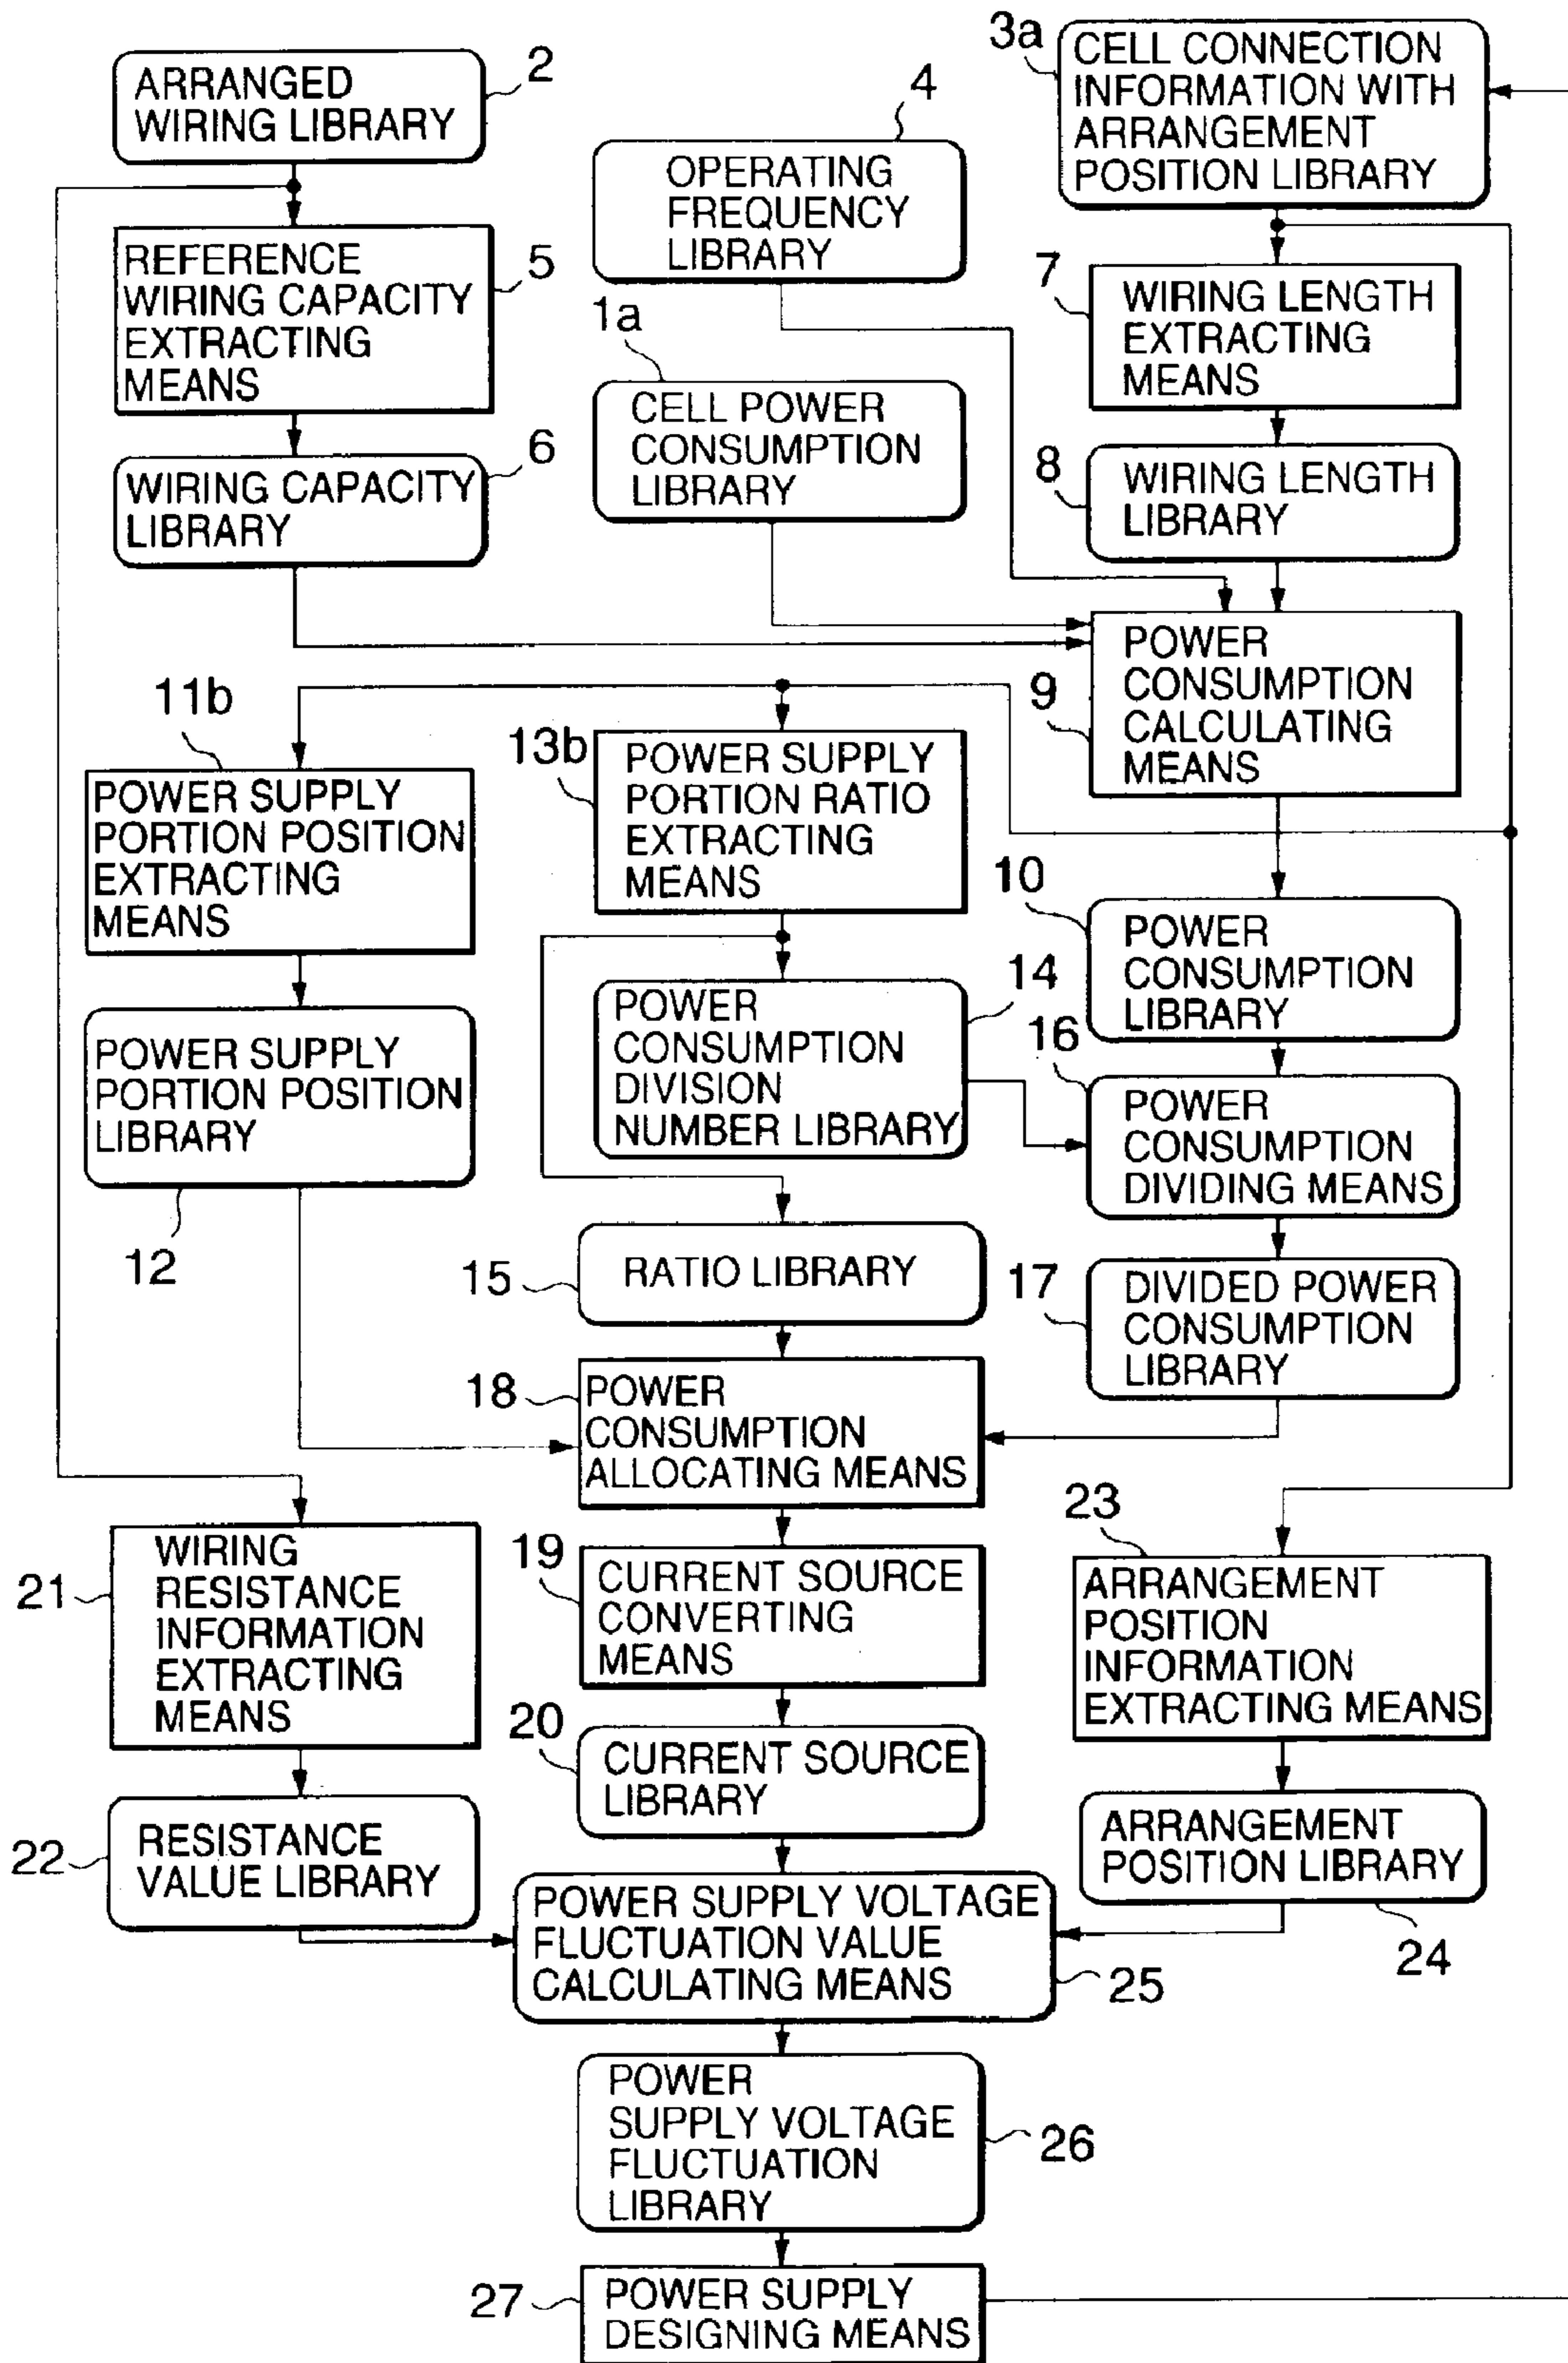 2
ARRANGED
WIRING LIBRARY
3a
CELL CONNECTION
INFORMATION WITH
ARRANGEMENT
POSITION LIBRARY
4
OPERATING
FREQUENCY
LIBRARY
REFERENCE
WIRING CAPACITY
EXTRACTING
MEANS
5
1a
CELL POWER
CONSUMPTION
LIBRARY
7
WIRING LENGTH
EXTRACTING
MEANS
6
WIRING CAPACITY
LIBRARY
8
WIRING LENGTH
LIBRARY
9
POWER
CONSUMPTION
CALCULATING
MEANS
11b
POWER SUPPLY
PORTION POSITION
EXTRACTING
MEANS
13b
POWER SUPPLY
PORTION RATIO
EXTRACTING
MEANS
10
POWER
CONSUMPTION
LIBRARY
POWER SUPPLY
PORTION POSITION
LIBRARY
12
14
POWER
CONSUMPTION
DIVISION
NUMBER LIBRARY
16
POWER
CONSUMPTION
DIVIDING MEANS
15
RATIO LIBRARY
17
DIVIDED POWER
CONSUMPTION
LIBRARY
18
POWER
CONSUMPTION
ALLOCATING MEANS
21
WIRING
RESISTANCE
INFORMATION
EXTRACTING
MEANS
19
CURRENT SOURCE
CONVERTING
MEANS
23
ARRANGEMENT
POSITION
INFORMATION
EXTRACTING MEANS
20
CURRENT SOURCE
LIBRARY
22
RESISTANCE
VALUE LIBRARY
ARRANGEMENT
POSITION LIBRARY
24
POWER SUPPLY VOLTAGE
FLUCTUATION VALUE
CALCULATING MEANS
25
POWER
SUPPLY VOLTAGE
FLUCTUATION
LIBRARY
26
27
POWER SUPPLY
DESIGNING MEANS